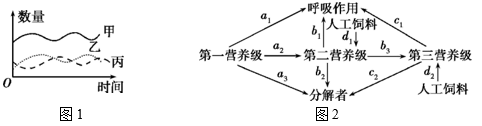 数量
甲
乙
丙
O
时间
图1
呼吸作用
a₁
b₁
人工饲料
d₁
c₁
第一营养级
a₂
第二营养级
b₃
第三营养级
a₃
b₂
c₂
d₂
分解者
人工饲料
图2